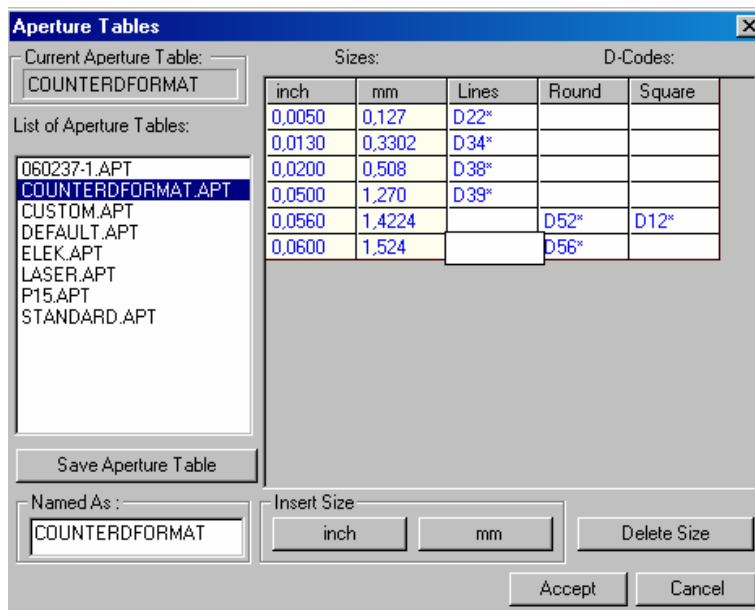 Aperture Tables
Current Aperture Table:
COUNTERDFORMAT
List of Aperture Tables:
060237-1.APT
COUNTERDFORMAT.APT
CUSTOM.APT
DEFAULT.APT
ELEK.APT
LASER.APT
P15.APT
STANDARD.APT
Save Aperture Table
Named As :
COUNTERDFORMAT
Sizes: D-Codes:
inch mm Lines Round Square
0,0050 0,127 D22*
0,0130 0,3302 D34*
0,0200 0,508 D38*
0,0500 1,270 D39*
0,0560 1,4224 D52* D12*
0,0600 1,524 D56*
Insert Size
inch mm Delete Size
Accept Cancel